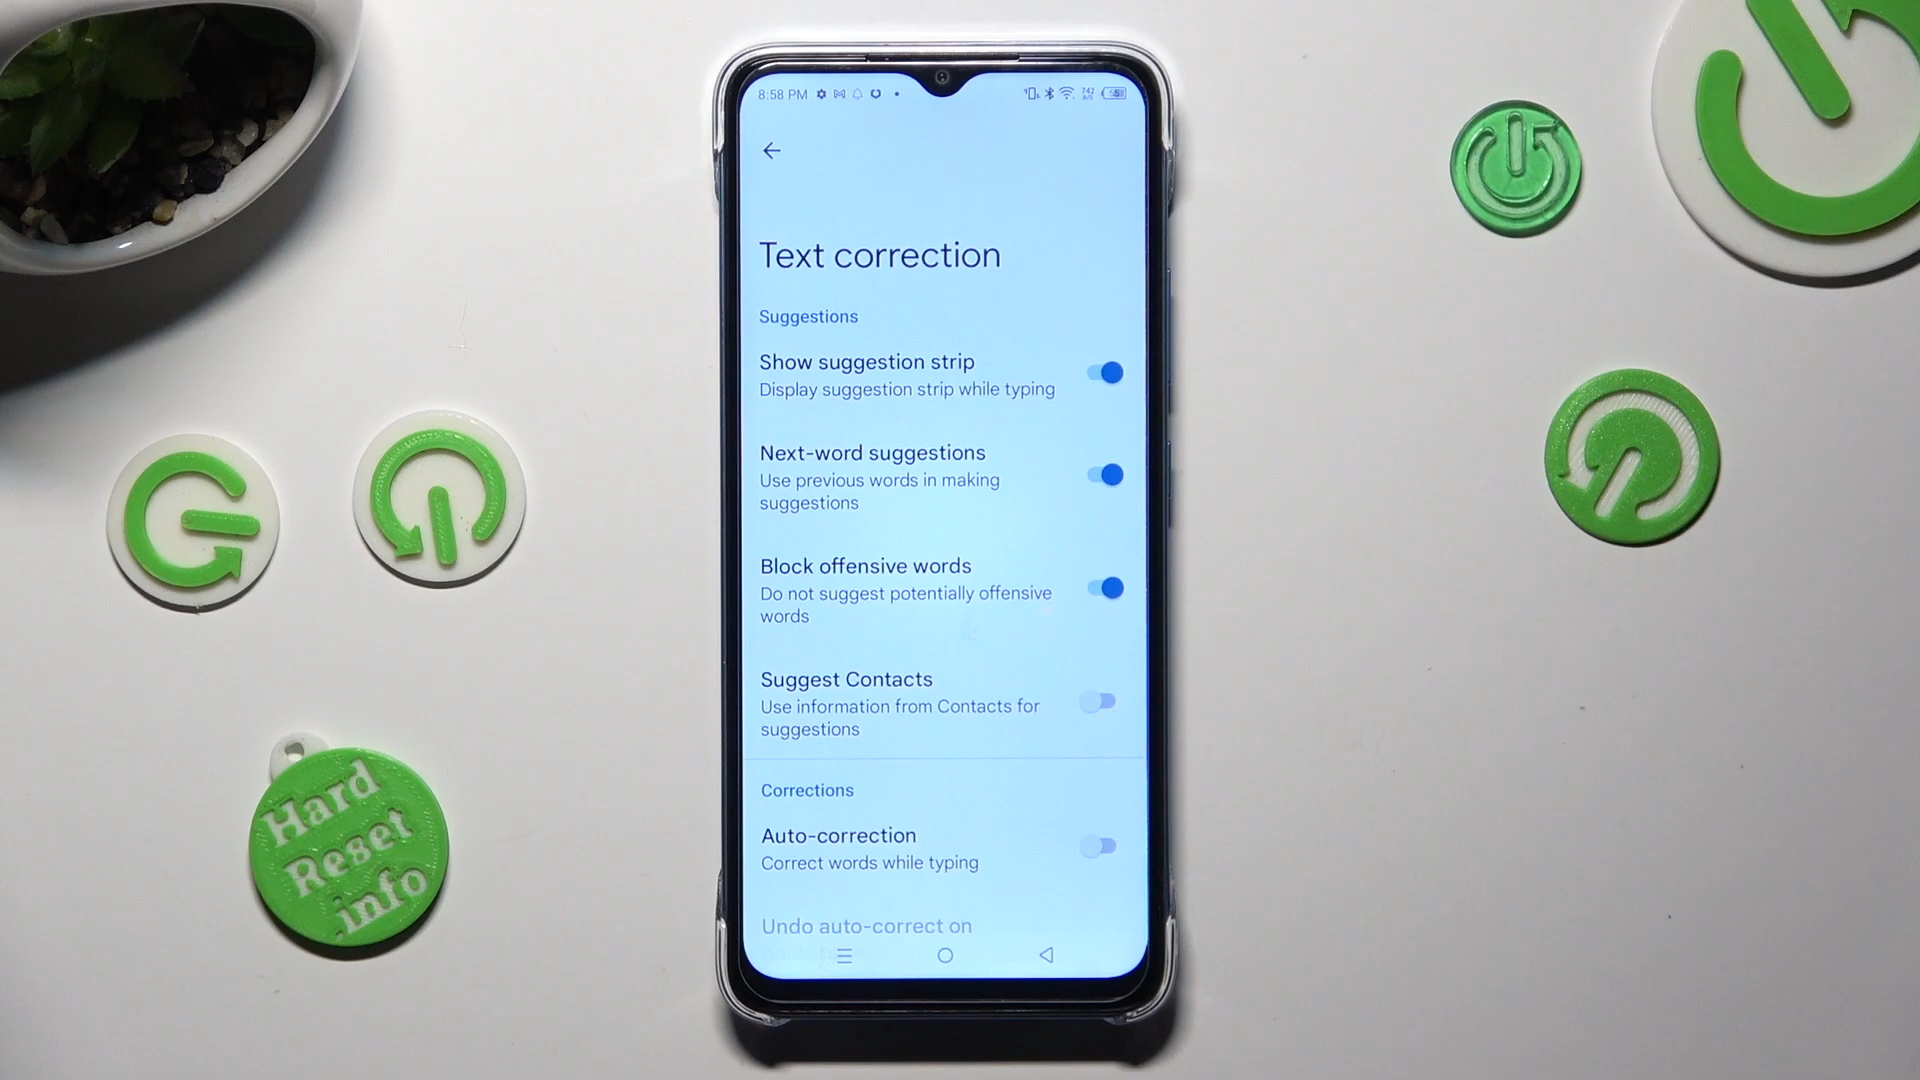 8:58 PM
Text correction
Suggestions
Show suggestion strip
Display suggestion strip while typing
Next-word suggestions
Use previous words in making
suggestions
Block offensive words
Do not suggest potentially offensive
words
Suggest Contacts
Use information from Contacts for
suggestions
Corrections
Auto-correction
Correct words while typing
Undo auto-correct on
Hard
Reset
.info